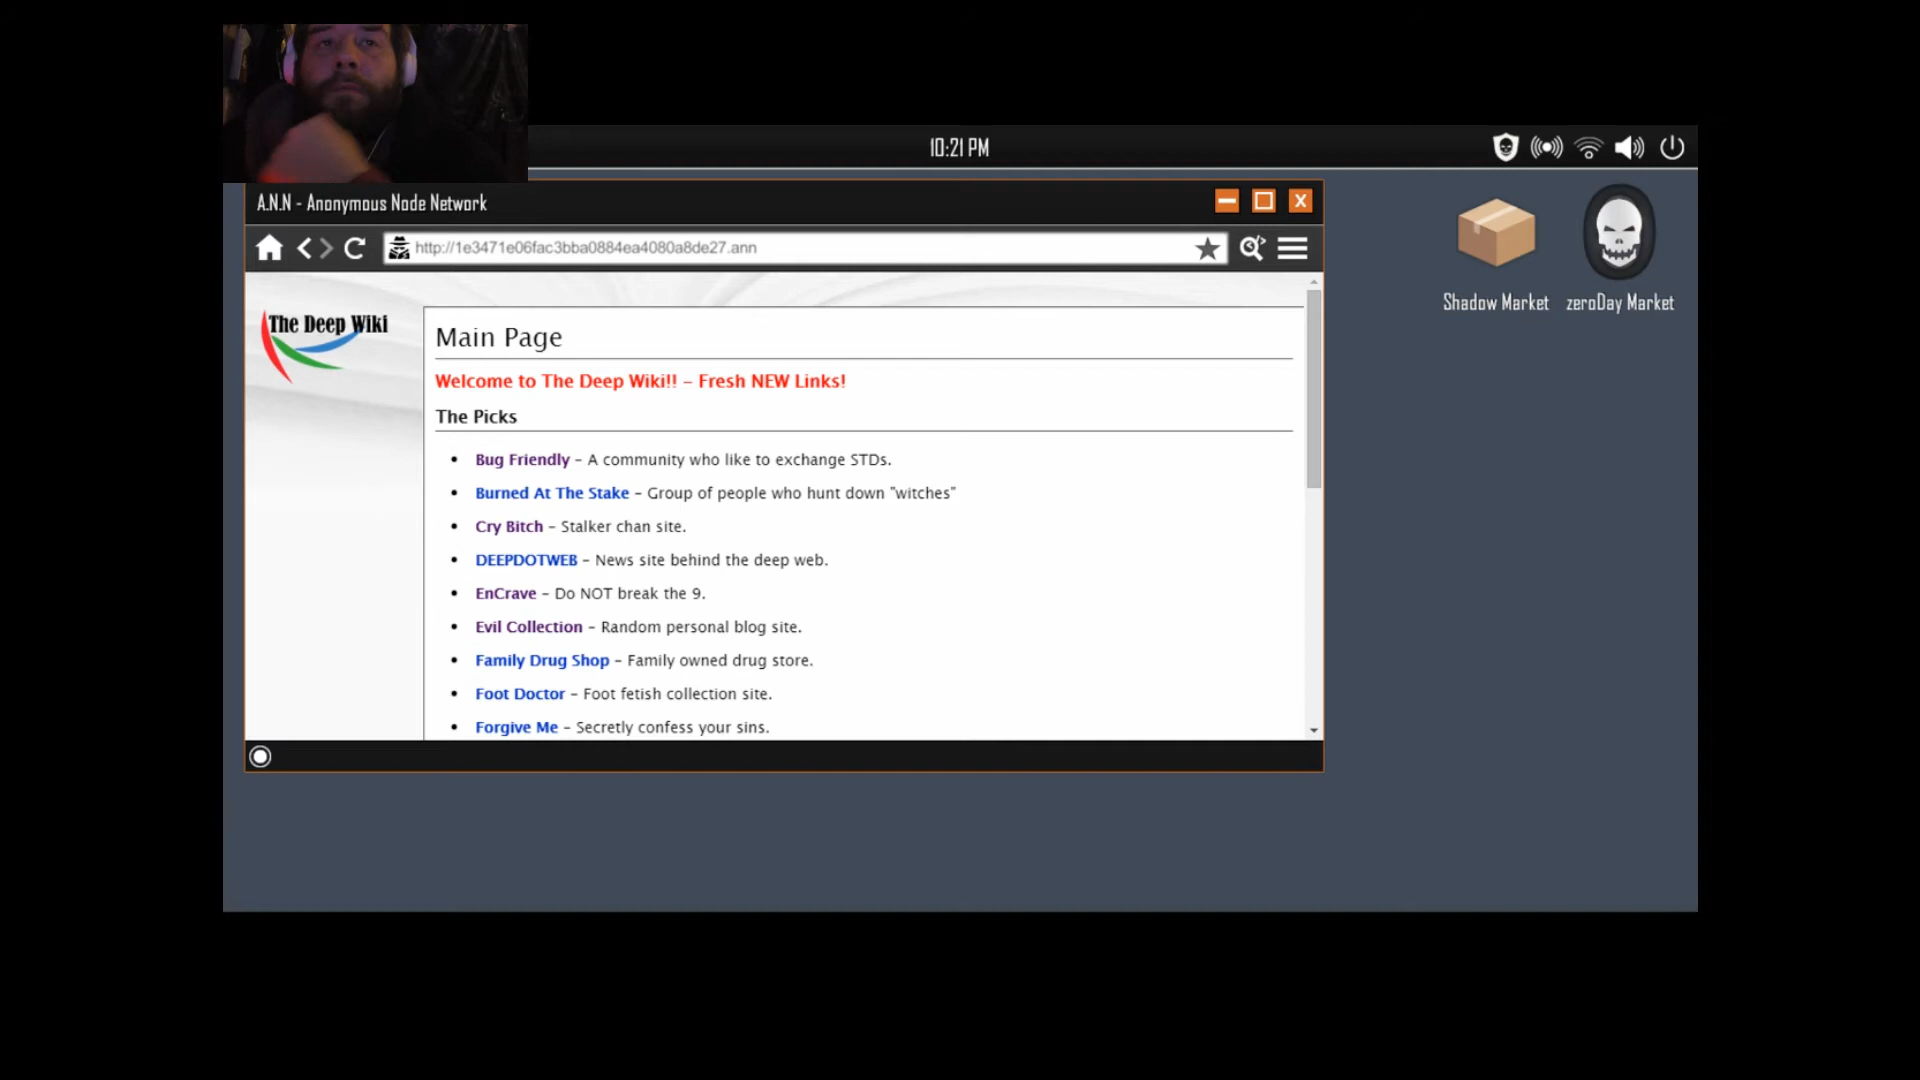 10:21 PM
A.N.N - Anonymous Node Network
http://1e3471e06fac3bba0884ea4080a8de27.ann
Shadow Market
zeroDay Market
The Deep Wiki
Main Page
Welcome to The Deep Wiki!! – Fresh NEW Links!
The Picks
• Bug Friendly – A community who like to exchange STDs.
• Burned At The Stake – Group of people who hunt down "witches"
• Cry Bitch – Stalker chan site.
• DEEPDOTWEB – News site behind the deep web.
• EnCrave – Do NOT break the 9.
• Evil Collection – Random personal blog site.
• Family Drug Shop – Family owned drug store.
• Foot Doctor – Foot fetish collection site.
• Forgive Me – Secretly confess your sins.